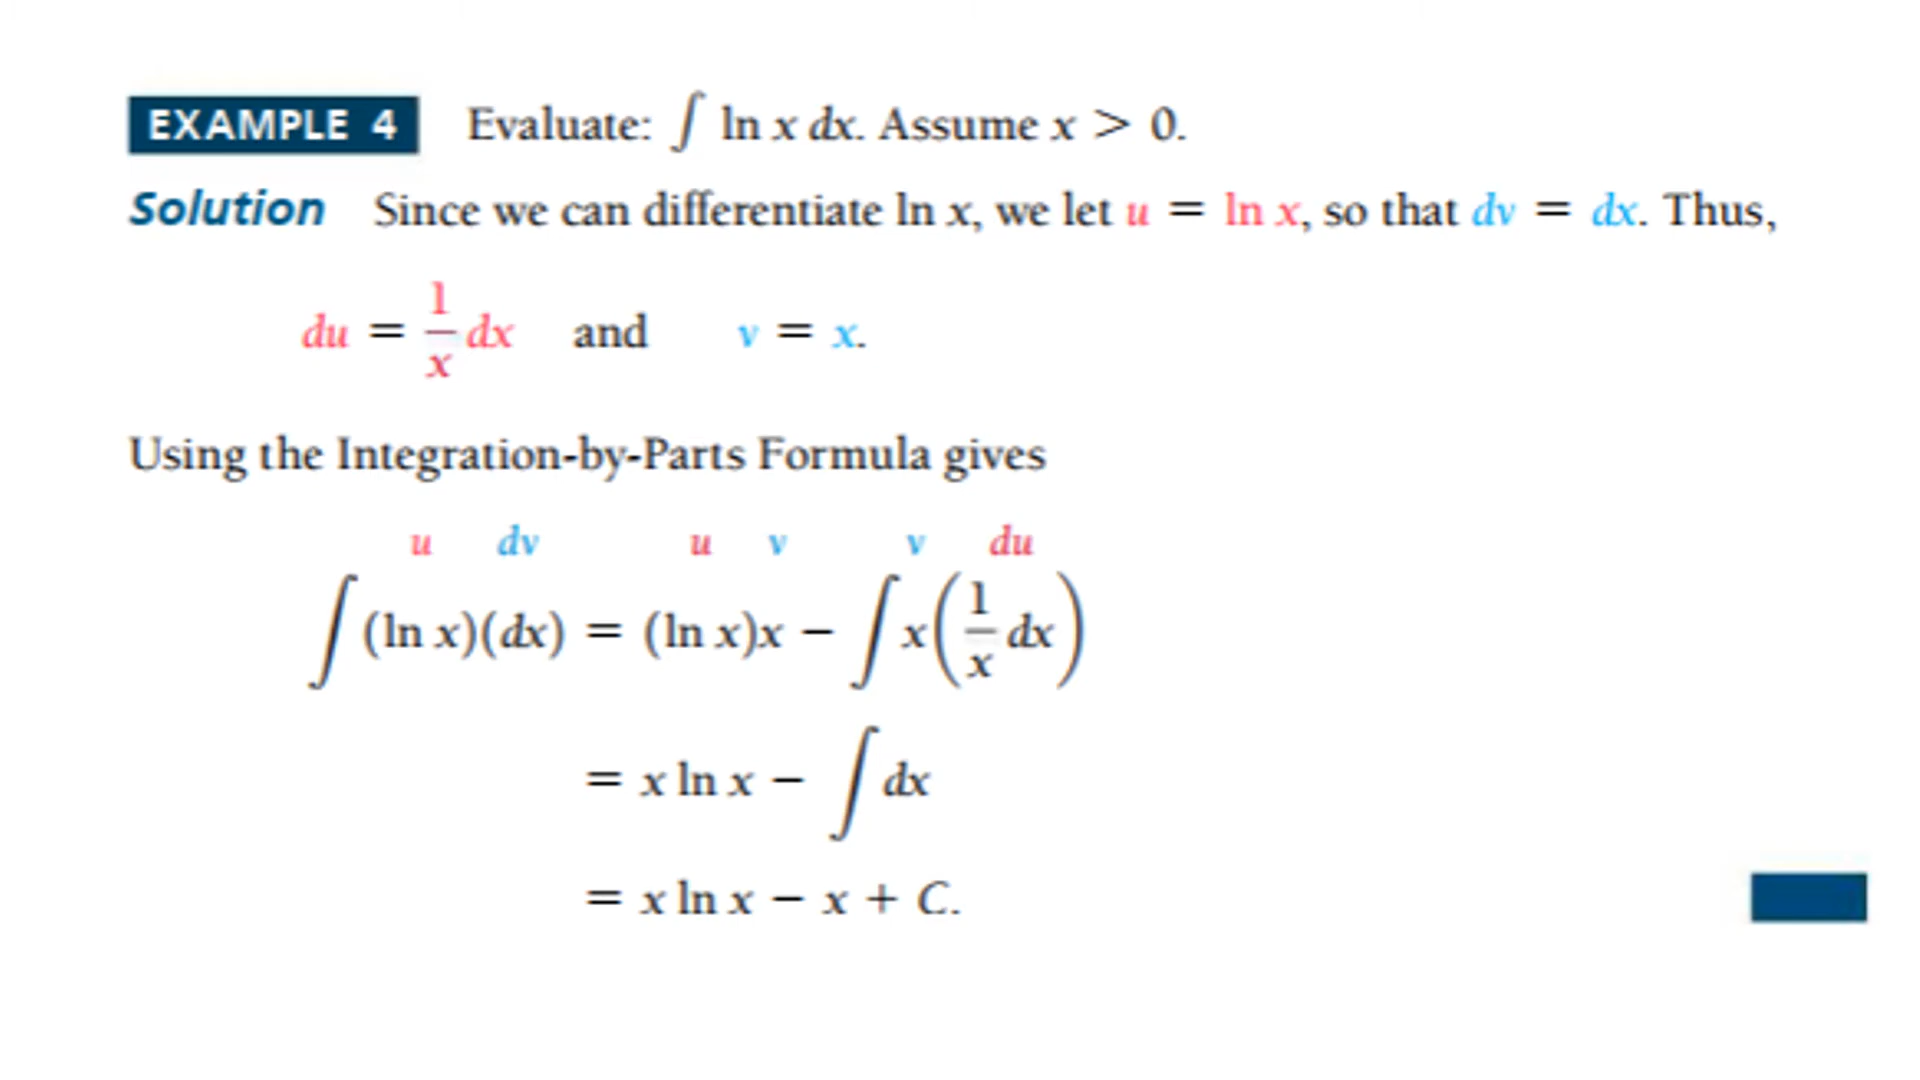 EXAMPLE 4 Evaluate: ∫ ln x dx. Assume x > 0.
Solution Since we can differentiate ln x, we let u = ln x, so that dv = dx. Thus,
du = 1/x dx and v = x.
Using the Integration-by-Parts Formula gives
u dv u v v du
∫ (ln x)(dx) = (ln x)x − ∫ x(1/x dx)
= x ln x − ∫ dx
= x ln x − x + C.